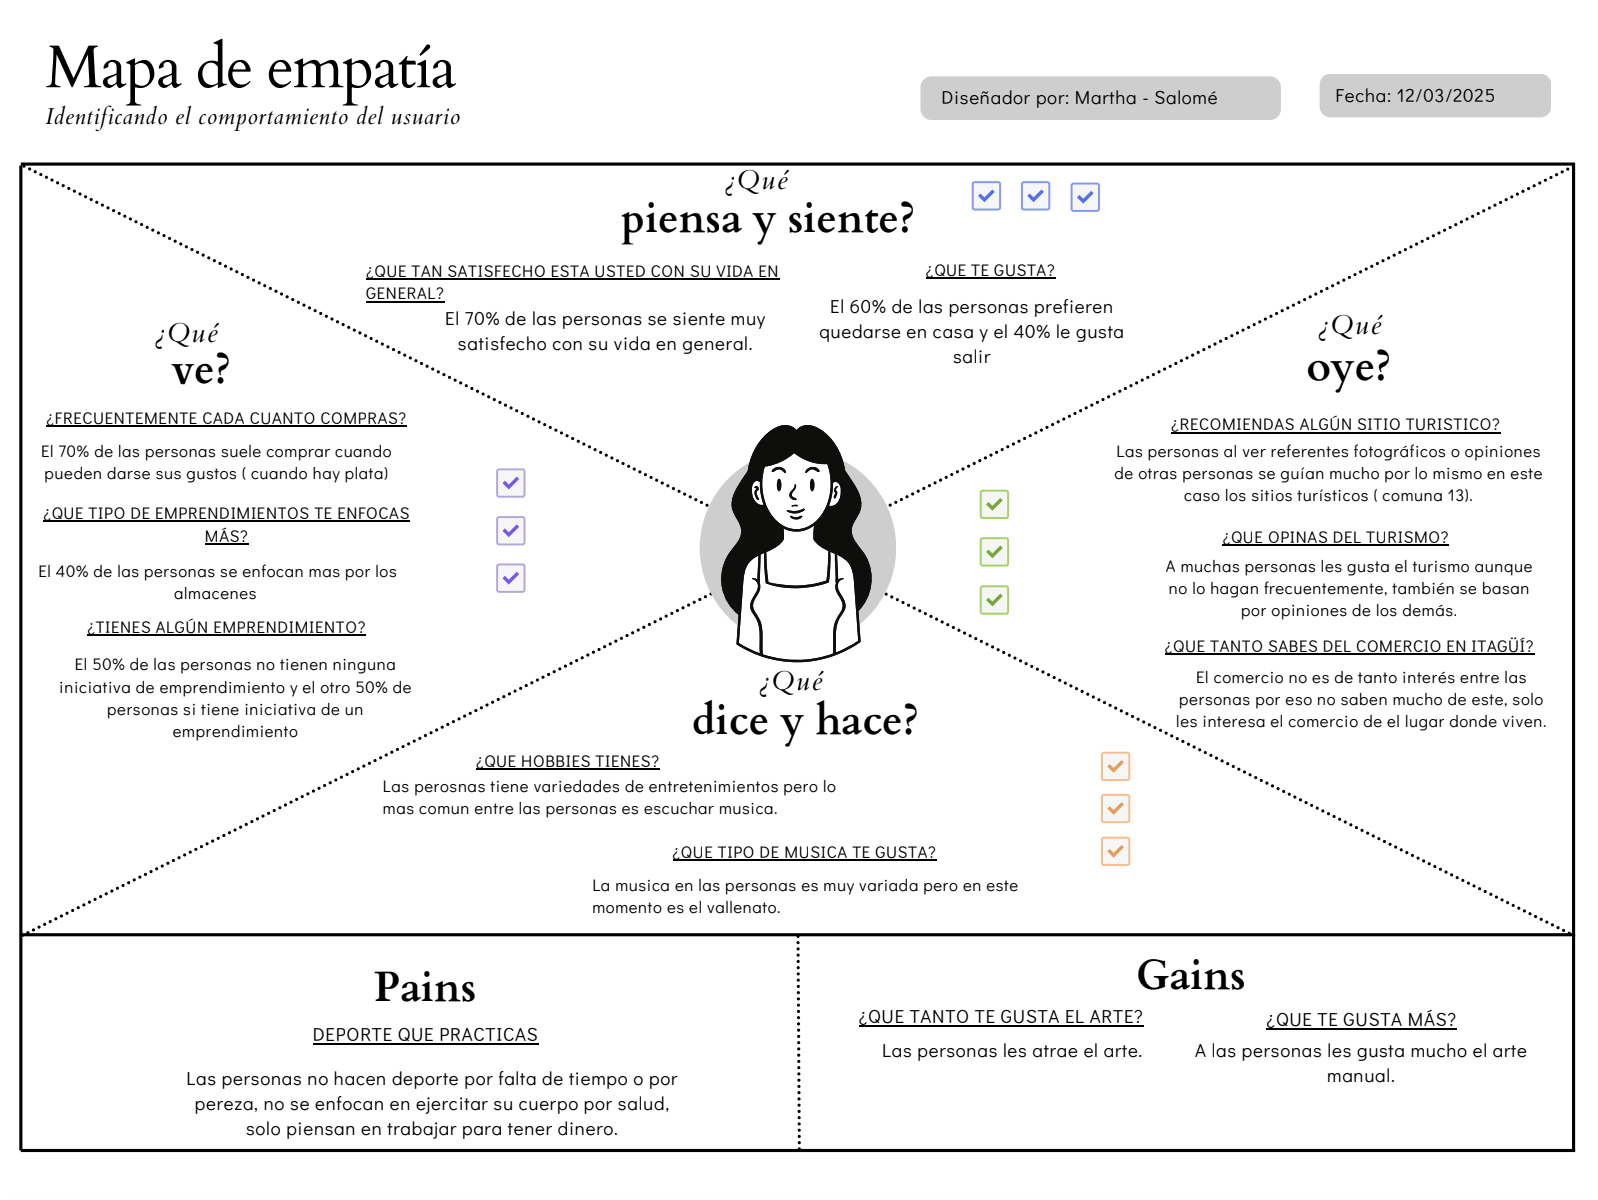 Mapa de empatía
Identificando el comportamiento del usuario
Diseñador por: Martha - Salomé
Fecha: 12/03/2025
¿Qué
piensa y siente?
¿QUE TAN SATISFECHO ESTA USTED CON SU VIDA EN
GENERAL?
El 70% de las personas se siente muy
satisfecho con su vida en general.
¿QUE TE GUSTA?
El 60% de las personas prefieren
quedarse en casa y el 40% le gusta
salir
¿Qué
ve?
¿FRECUENTEMENTE CADA CUANTO COMPRAS?
El 70% de las personas suele comprar cuando
pueden darse sus gustos ( cuando hay plata)
¿QUE TIPO DE EMPRENDIMIENTOS TE ENFOCAS
MÁS?
El 40% de las personas se enfocan mas por los
almacenes
¿TIENES ALGÚN EMPRENDIMIENTO?
El 50% de las personas no tienen ninguna
iniciativa de emprendimiento y el otro 50% de
personas si tiene iniciativa de un
emprendimiento
¿Qué
oye?
¿RECOMIENDAS ALGÚN SITIO TURISTICO?
Las personas al ver referentes fotográficos o opiniones
de otras personas se guían mucho por lo mismo en este
caso los sitios turísticos ( comuna 13).
¿QUE OPINAS DEL TURISMO?
A muchas personas les gusta el turismo aunque
no lo hagan frecuentemente, también se basan
por opiniones de los demás.
¿QUE TANTO SABES DEL COMERCIO EN ITAGÜÍ?
El comercio no es de tanto interés entre las
personas por eso no saben mucho de este, solo
les interesa el comercio de el lugar donde viven.
¿Qué
dice y hace?
¿QUE HOBBIES TIENES?
Las perosnas tiene variedades de entretenimientos pero lo
mas comun entre las personas es escuchar musica.
¿QUE TIPO DE MUSICA TE GUSTA?
La musica en las personas es muy variada pero en este
momento es el vallenato.
Pains
DEPORTE QUE PRACTICAS
Las personas no hacen deporte por falta de tiempo o por
pereza, no se enfocan en ejercitar su cuerpo por salud,
solo piensan en trabajar para tener dinero.
Gains
¿QUE TANTO TE GUSTA EL ARTE?
Las personas les atrae el arte.
¿QUE TE GUSTA MÁS?
A las personas les gusta mucho el arte
manual.